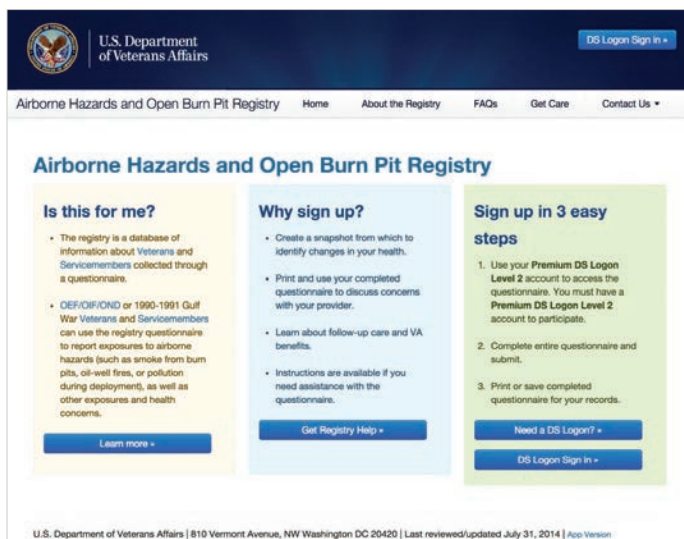 U.S. Department
of Veterans Affairs
DS Logon Sign In »
Airborne Hazards and Open Burn Pit Registry
Home
About the Registry
FAQs
Get Care
Contact Us ▾
Airborne Hazards and Open Burn Pit Registry
Is this for me?
• The registry is a database of
information about Veterans and
Servicemembers collected through
a questionnaire.
• OEF/OIF/OND or 1990-1991 Gulf
War Veterans and Servicemembers
can use the registry questionnaire
to report exposures to airborne
hazards (such as smoke from burn
pits, oil-well fires, or pollution
during deployment), as well as
other exposures and health
concerns.
Learn more »
Why sign up?
• Create a snapshot from which to
identify changes in your health.
• Print and use your completed
questionnaire to discuss concerns
with your provider.
• Learn about follow-up care and VA
benefits.
• Instructions are available if you
need assistance with the
questionnaire.
Get Registry Help »
Sign up in 3 easy
steps
1. Use your Premium DS Logon
Level 2 account to access the
questionnaire. You must have a
Premium DS Logon Level 2
account to participate.
2. Complete entire questionnaire and
submit.
3. Print or save completed
questionnaire for your records.
Need a DS Logon? »
DS Logon Sign In »
U.S. Department of Veterans Affairs | 810 Vermont Avenue, NW Washington DC 20420 | Last reviewed/updated July 31, 2014 | App Version